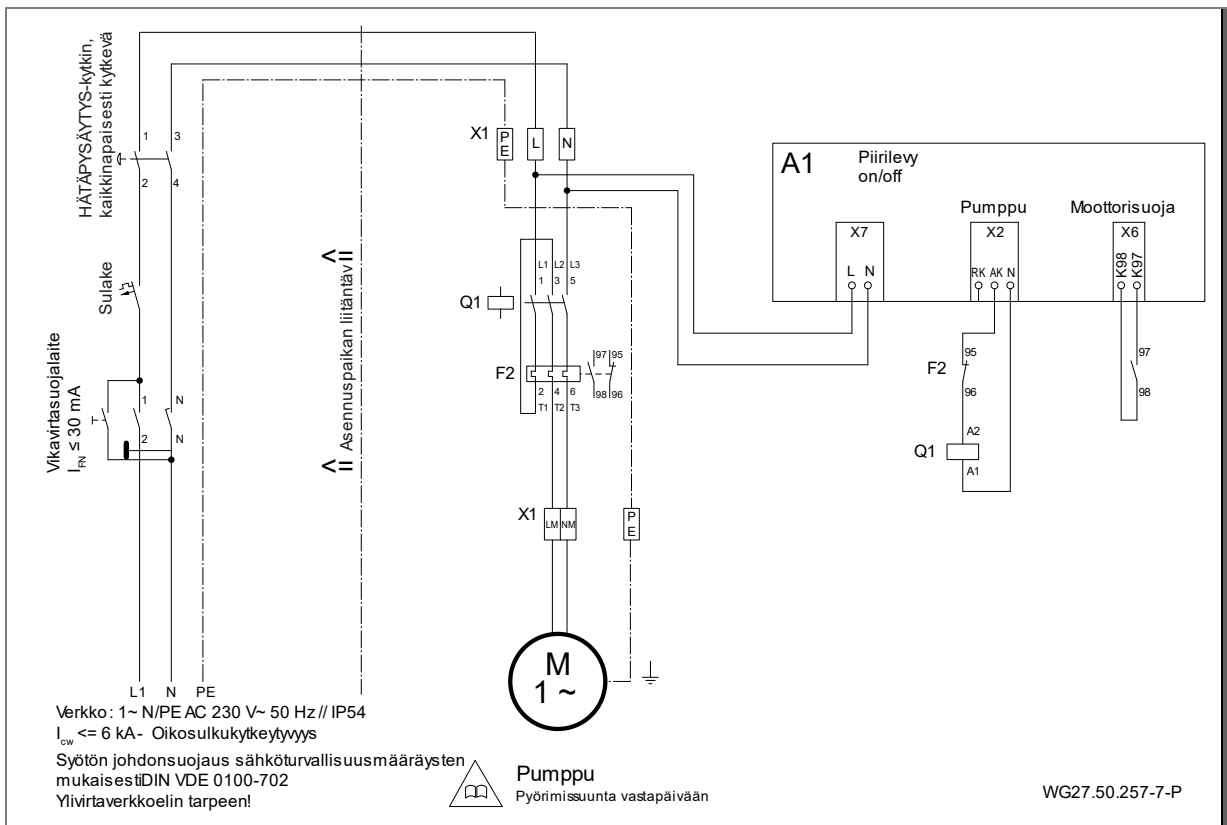 HÄTÄPYSÄYTYS-kytkin,
kaikkinapaisesti kytkevä
1 3
2 4
Sulake
Vikavirtasuojalaite
I FN ≤ 30 mA
1 N
2 N
L1 N PE
<= Asennuspaikan liitäntäv <=
X1 PE L N
L1 L2 L3
1 3 5
Q1
F2
97 95
98 96
2 4 6
T1 T2 T3
X1 LM NM PE
M
1 ~
A1 Piirilevy
on/off
Pumppu Moottorisuoja
X7 X2 X6
L N RK AK N K98 K97
95
F2
96
A2
Q1
A1
97
98
Verkko: 1~ N/PE AC 230 V~ 50 Hz // IP54
Icw <= 6 kA- Oikosulkukytkeytyvyys
Syötön johdonsuojaus sähköturvallisuusmääräysten
mukaisestiDIN VDE 0100-702
Ylivirtaverkkoelin tarpeen!
Pumppu
Pyörimissuunta vastapäivään
WG27.50.257-7-P